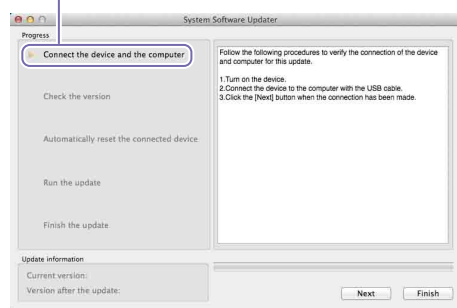 System Software Updater
Progress
Connect the device and the computer
Check the version
Automatically reset the connected device
Run the update
Finish the update
Follow the following procedures to verify the connection of the device
and computer for this update.
1.Turn on the device.
2.Connect the device to the computer with the USB cable.
3.Click the [Next] button when the connection has been made.
Update information
Current version:
Version after the update:
Next
Finish